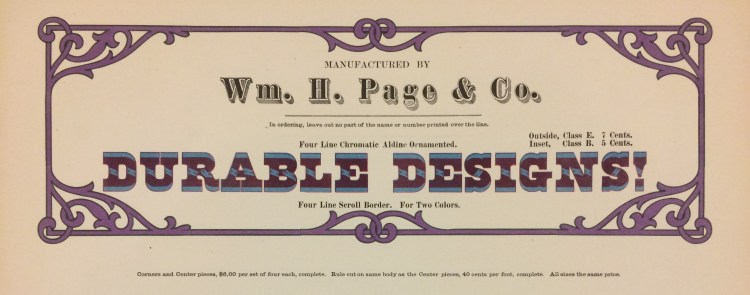 MANUFACTURED BY
Wm. H. Page & Co.
In ordering, leave out no part of the name or number printed over the line.
Outside, Class E. 7 Cents.
Four Line Chromatic Aldine Ornamented.
Inset, Class B. 5 Cents.
DURABLE DESIGNS!
Four Line Scroll Border. For Two Colors.
Corners and Center pieces, $6,00 per set of four each, complete. Rule cut on same body as the Center pieces, 40 cents per foot, complete. All sizes the same price.